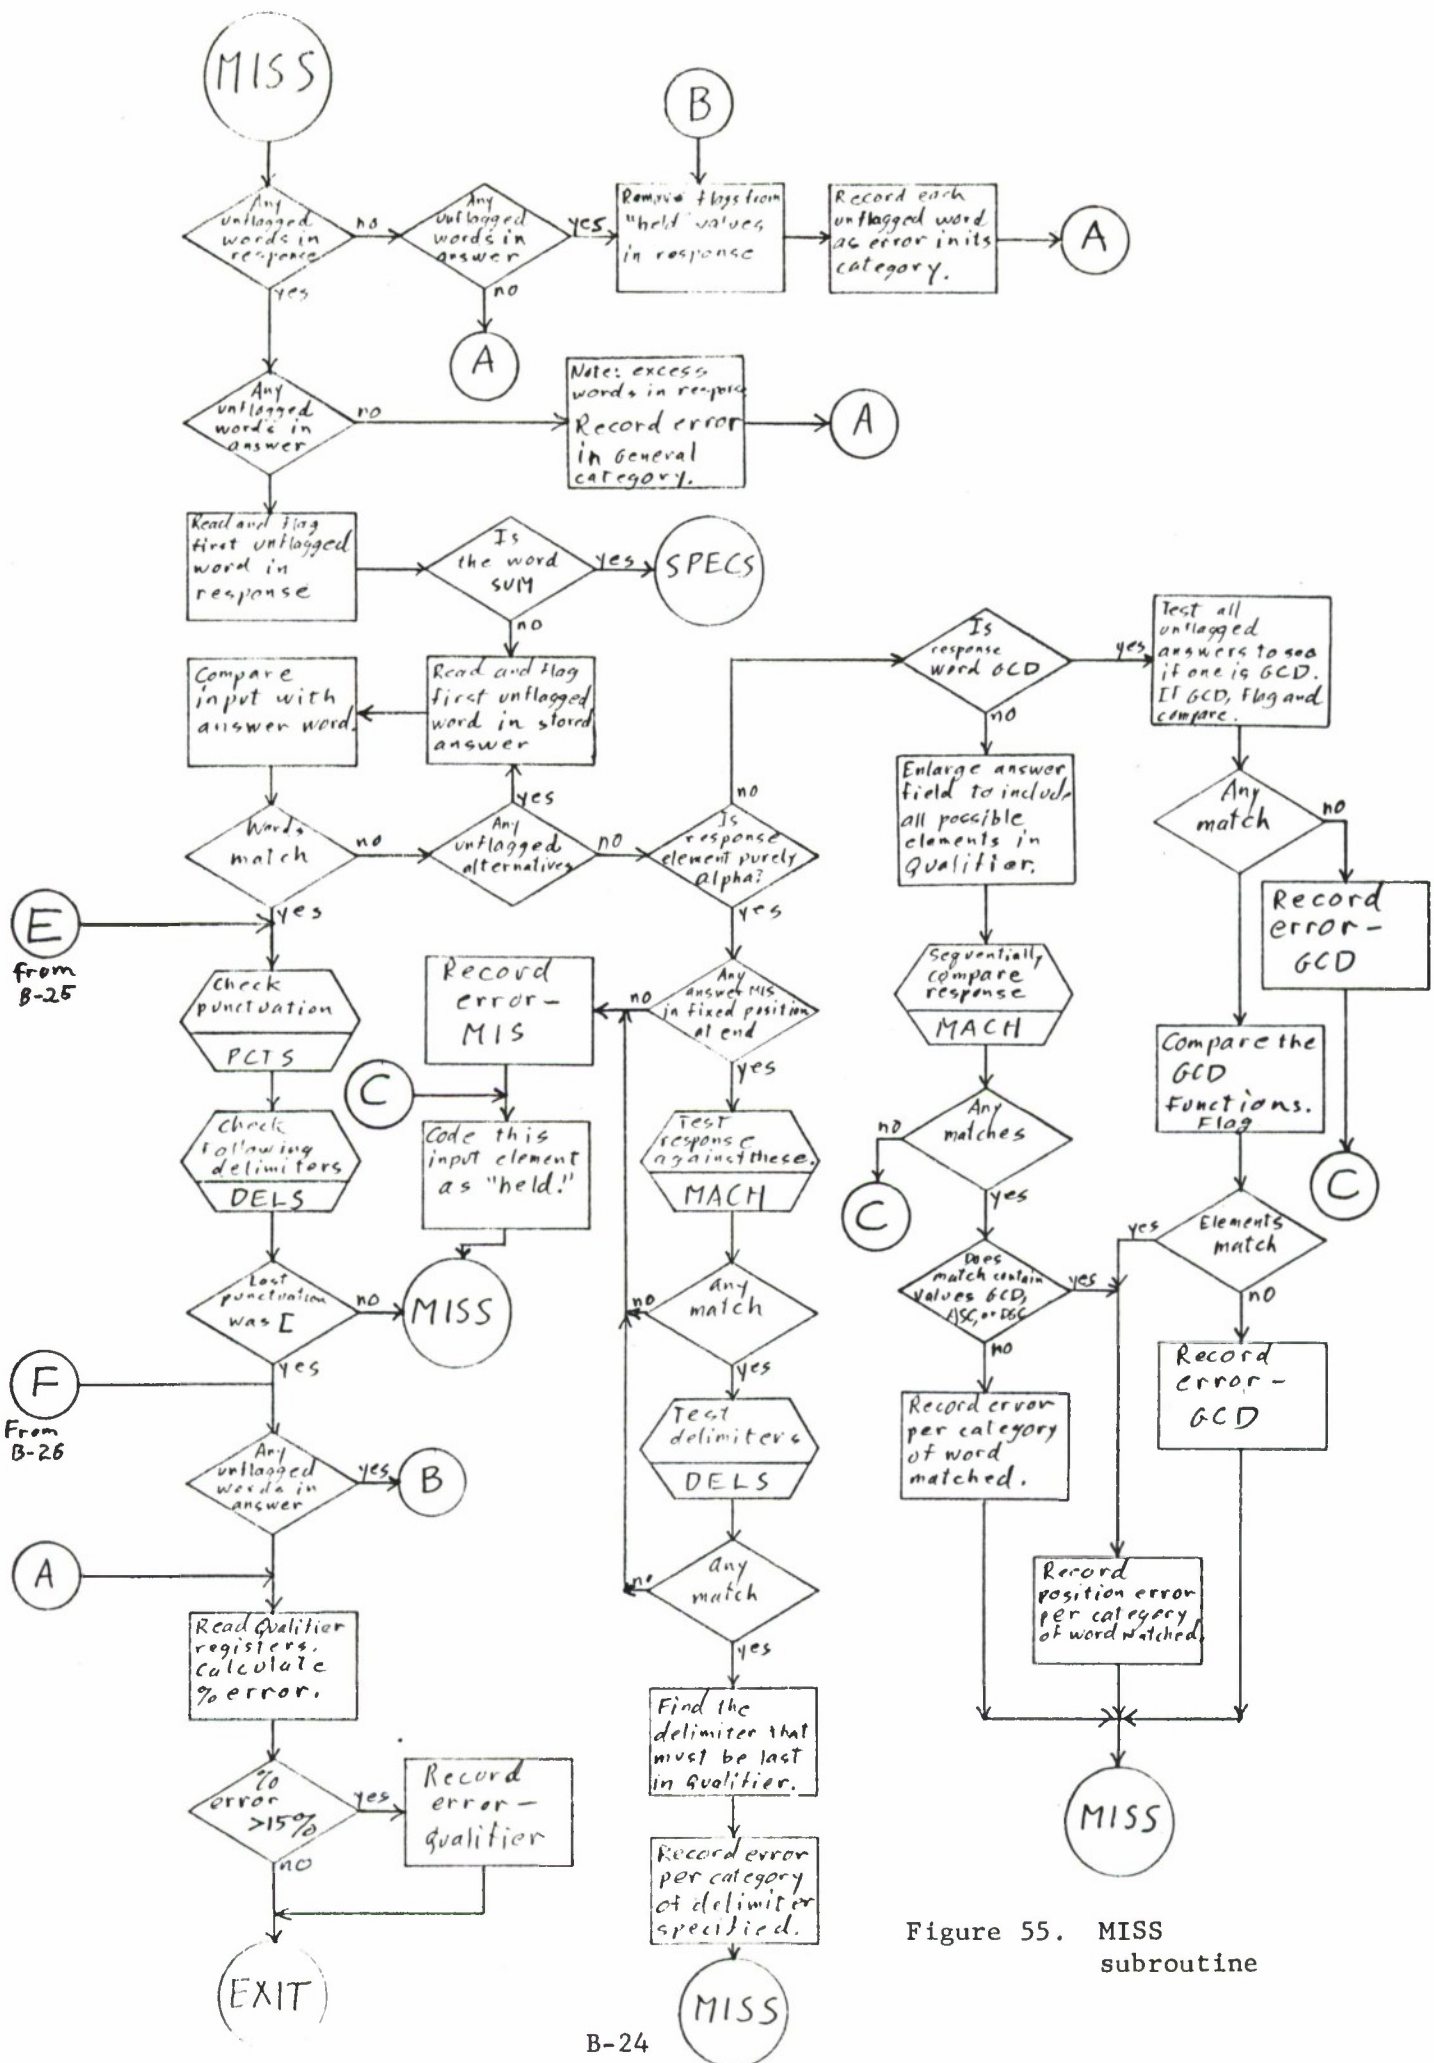 MISS
B
Any
unflagged
words in
response
no
yes
Any
unflagged
words in
answer
yes
no
Remove flags from
"held" values
in response
Record each
unflagged word
as error in its
category.
A
A
Any
unflagged
words in
answer
no
Note: excess
words in response
Record error
in General
category.
A
Read and flag
first unflagged
word in
response
Is
the word
SUM
yes
no
SPECS
Compare
input with
answer word.
Read and flag
first unflagged
word in stored
answer
Is
response
word GCD
yes
no
Test all
unflagged
answers to see
if one is GCD.
If GCD, flag and
compare.
Words
match
no
yes
Any
unflagged
alternatives
yes
no
Is
response
element purely
alpha?
no
yes
Enlarge answer
field to include
all possible
elements in
Qualifier.
Any
match
no
Record
error-
GCD
E
from
B-25
Check
punctuation
PCTS
Record
error-
MIS
no
Any
answer MIS
in fixed position
at end
yes
Sequentially
compare
response
MACH
Compare the
GCD
Functions.
Flag
C
Check
following
delimiters
DELS
Code this
input element
as "held."
Test
response
against these.
MACH
Any
matches
no
yes
C
C
Elements
match
yes
no
Last
punctuation
was [
no
yes
MISS
any
match
no
yes
Does
match contain
values GCD,
ASC, or DSC
yes
no
F
From
B-26
Test
delimiters
DELS
Record error
per category
of word
matched.
Record
error-
GCD
Any
unflagged
words in
answer
yes
B
A
any
match
no
yes
Record
position error
per category
of word matched.
Read Qualifier
registers.
Calculate
% error.
Find the
delimiter that
must be last
in Qualifier.
%
error
>15%
yes
no
Record
error-
Qualifier
MISS
Record error
per category
of delimiter
specified.
EXIT
MISS
Figure 55. MISS
subroutine
B-24